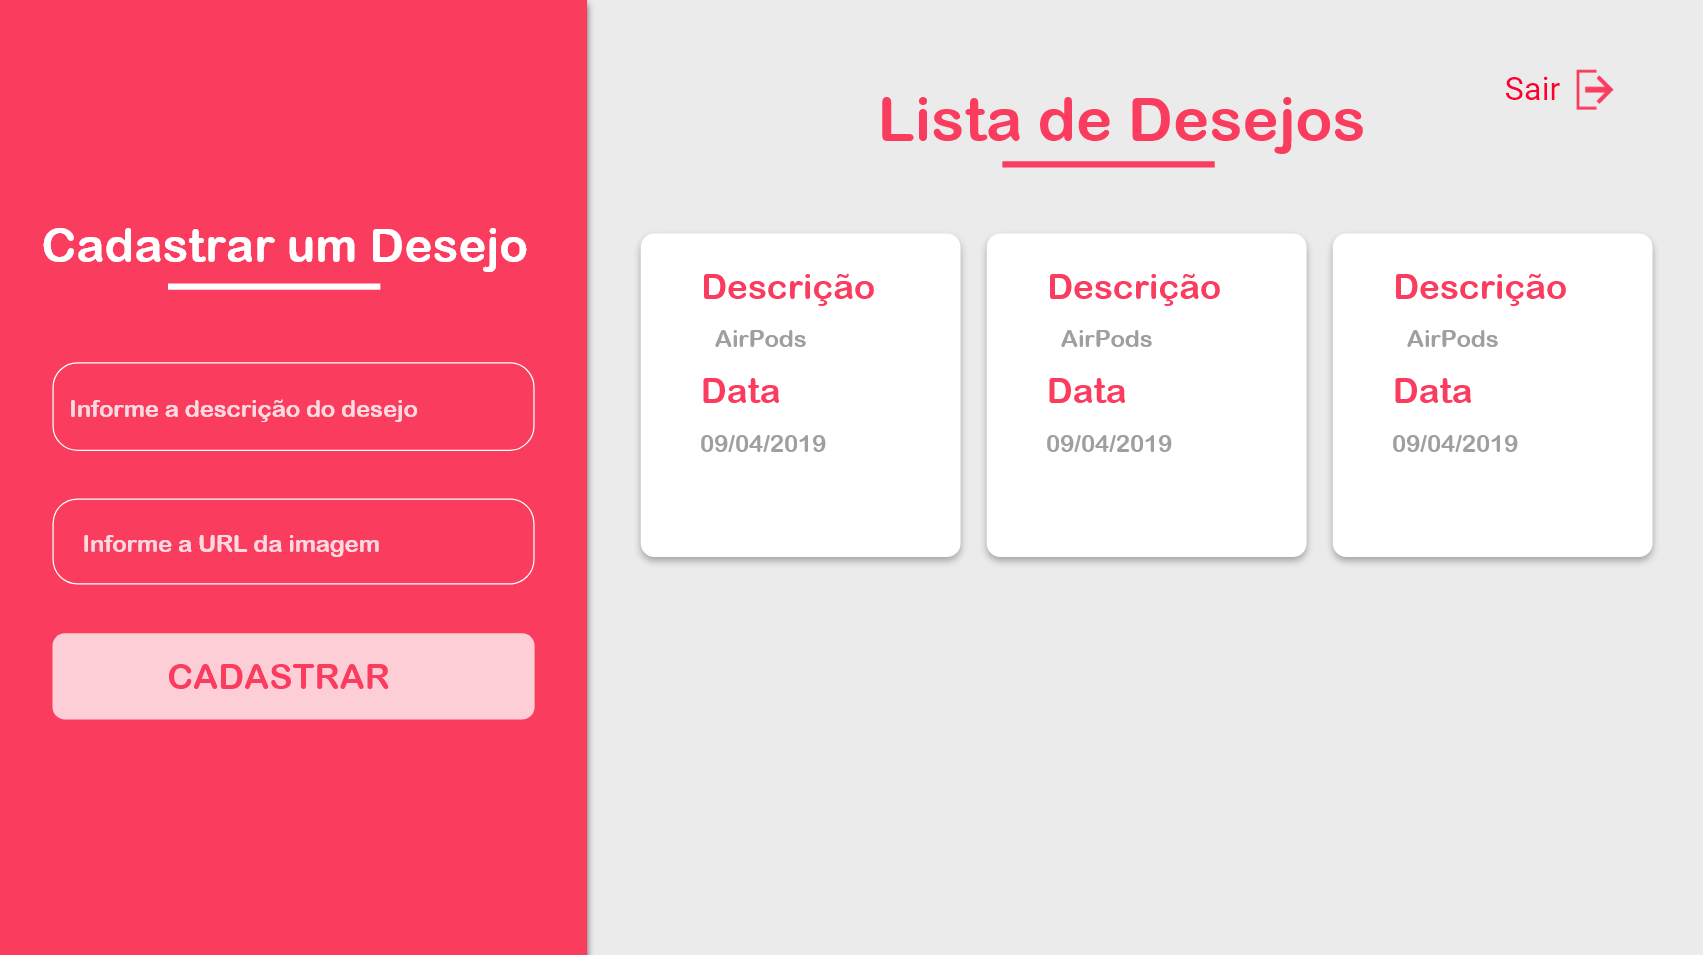 Cadastrar um Desejo
Informe a descrição do desejo
Informe a URL da imagem
CADASTRAR
Sair
Lista de Desejos
Descrição
AirPods
Data
09/04/2019
Descrição
AirPods
Data
09/04/2019
Descrição
AirPods
Data
09/04/2019